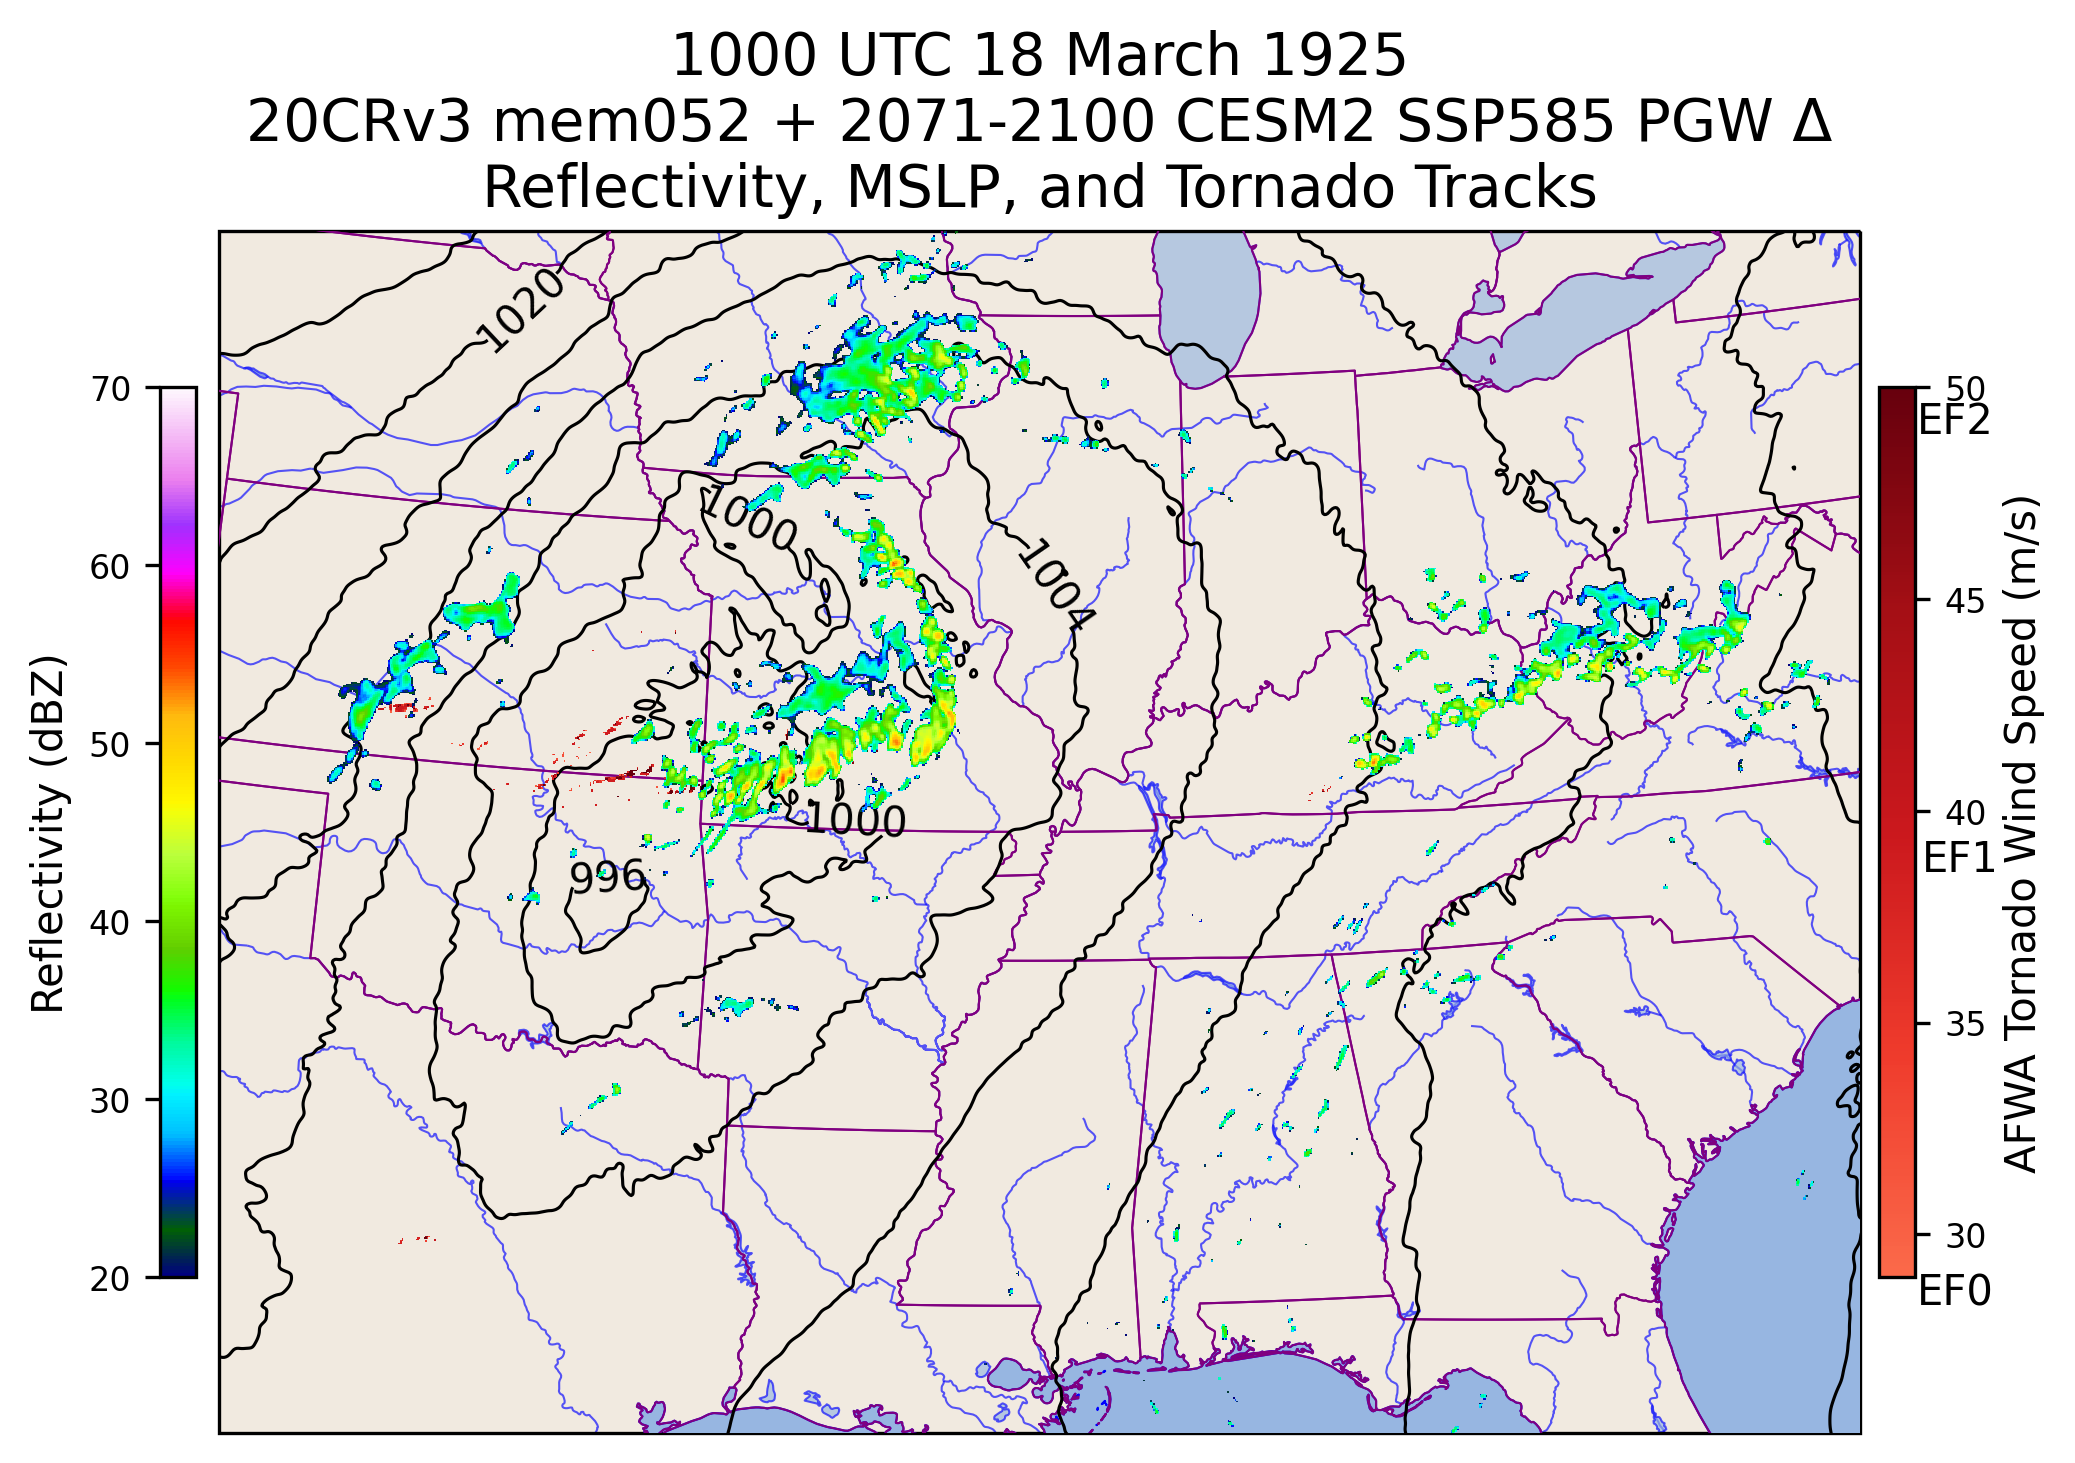 1000 UTC 18 March 1925
20CRv3 mem052 + 2071-2100 CESM2 SSP585 PGW Δ
Reflectivity, MSLP, and Tornado Tracks
1020
1000
1004
1000
996
70
60
50
40
30
20
Reflectivity (dBZ)
50
EF2
45
40
EF1
35
30
EF0
AFWA Tornado Wind Speed (m/s)